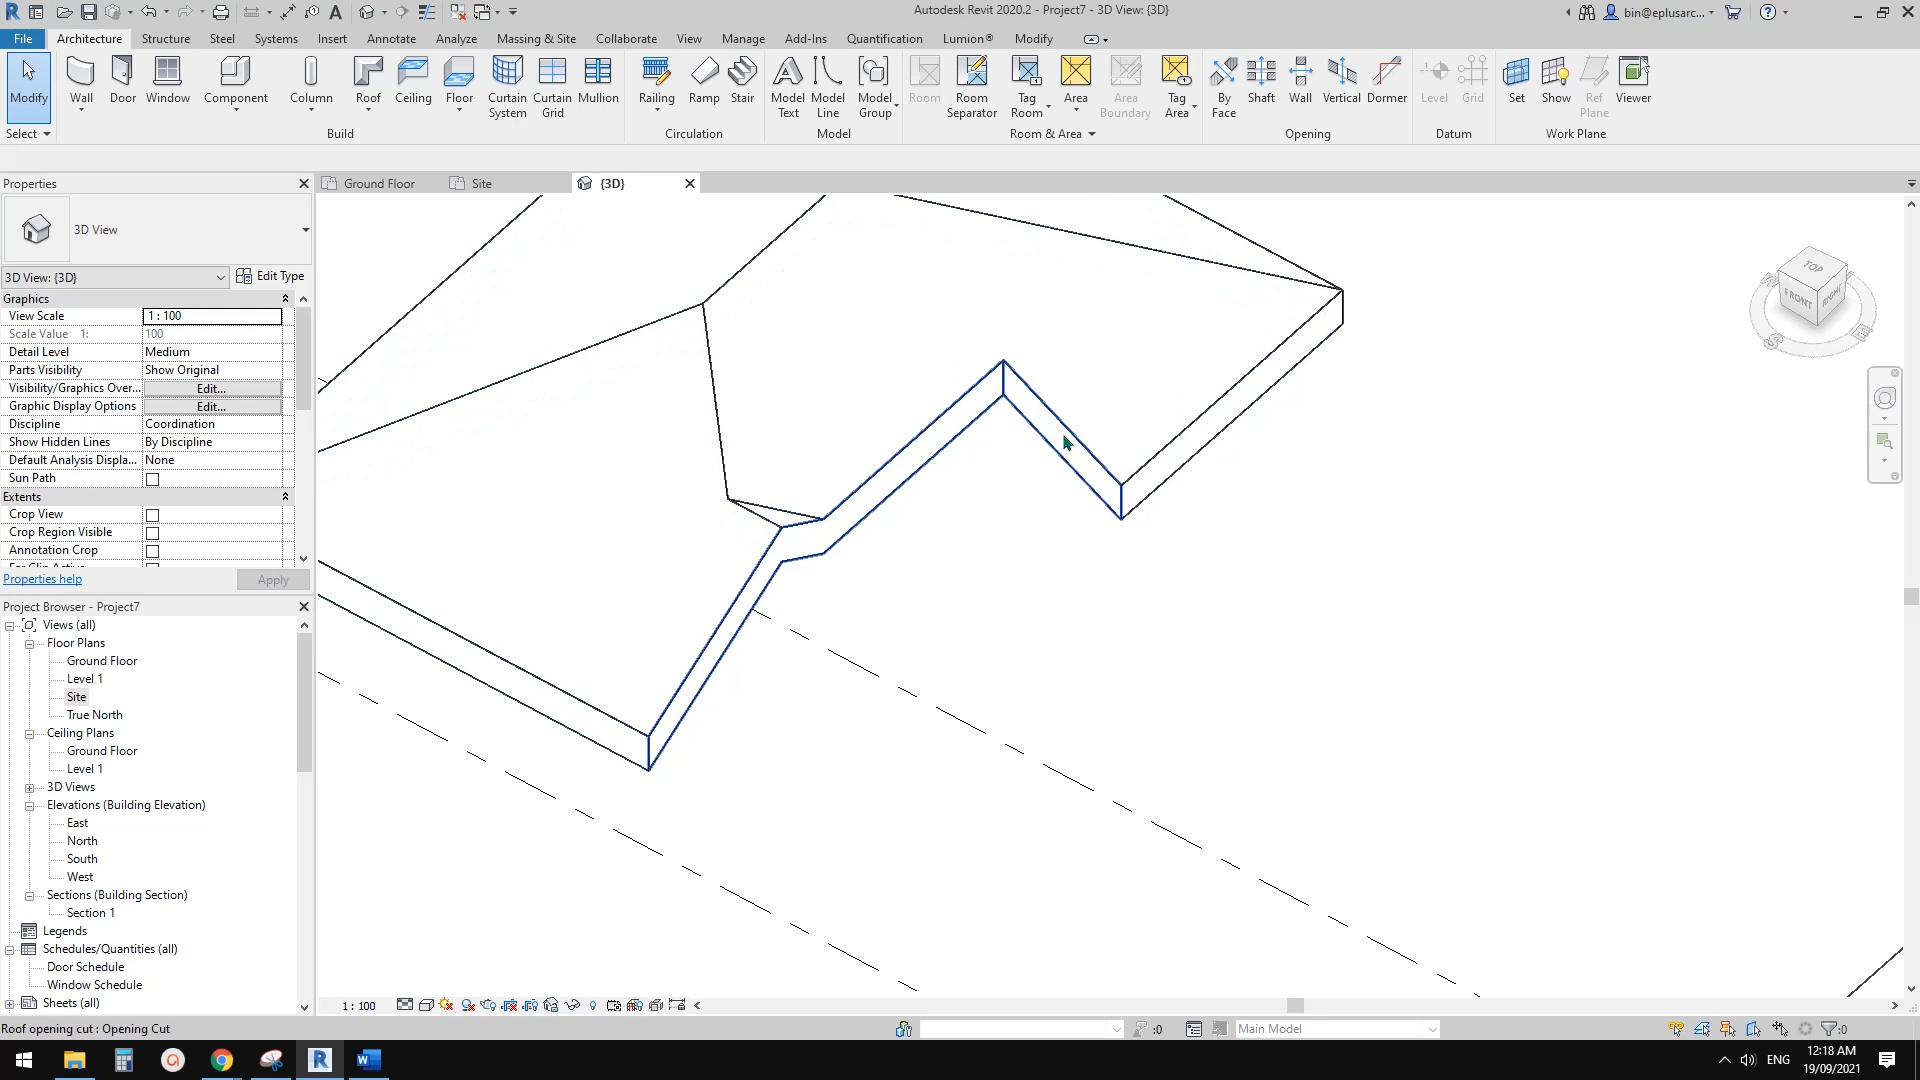 Autodesk Revit 2020.2 - Project7 - 3D View: {3D}
bin@eplusarc...
File Architecture Structure Steel Systems Insert Annotate Analyze Massing & Site Collaborate View Manage Add-Ins Quantification Lumion® Modify
Modify Wall Door Window Component Column Roof Ceiling Floor Curtain System Curtain Grid Mullion Railing Ramp Stair Model Text Model Line Model Group Room Room Separator Tag Room Area Area Boundary Tag Area By Face Shaft Wall Vertical Dormer Level Grid Set Show Ref Plane Viewer
Select Build Circulation Model Room & Area Opening Datum Work Plane
Properties
Ground Floor Site {3D}
3D View
3D View: {3D} Edit Type
Graphics
View Scale 1 : 100
Scale Value 1: 100
Detail Level Medium
Parts Visibility Show Original
Visibility/Graphics Over... Edit...
Graphic Display Options Edit...
Discipline Coordination
Show Hidden Lines By Discipline
Default Analysis Displa... None
Sun Path
Extents
Crop View
Crop Region Visible
Annotation Crop
Properties help Apply
Project Browser - Project7
Views (all)
Floor Plans
Ground Floor
Level 1
Site
True North
Ceiling Plans
Ground Floor
Level 1
3D Views
Elevations (Building Elevation)
East
North
South
West
Sections (Building Section)
Section 1
Legends
Schedules/Quantities (all)
Door Schedule
Window Schedule
Sheets (all)
TOP
FRONT
RIGHT
1 : 100
Roof opening cut : Opening Cut
:0
Main Model
:0
ENG
12:18 AM
19/09/2021